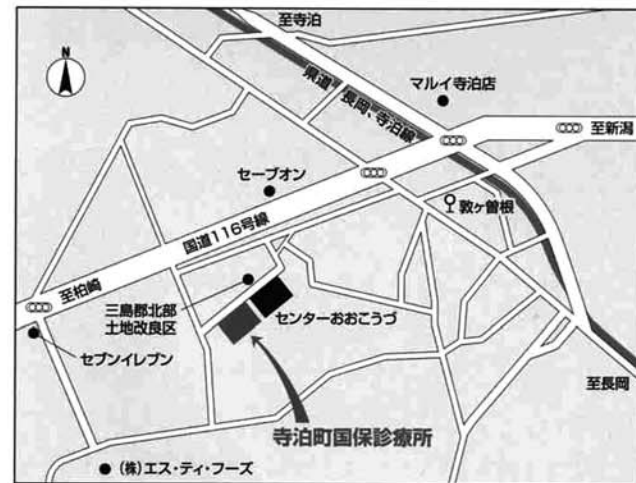 至寺泊
N
県道 長岡、寺泊線
マルイ寺泊店
至新潟
セーブオン
国道116号線
敦ヶ曽根
至柏崎
三島郡北部
土地改良区
センターおおこうづ
セブンイレブン
至長岡
寺泊町国保診療所
(株)エス・ティ・フーズ